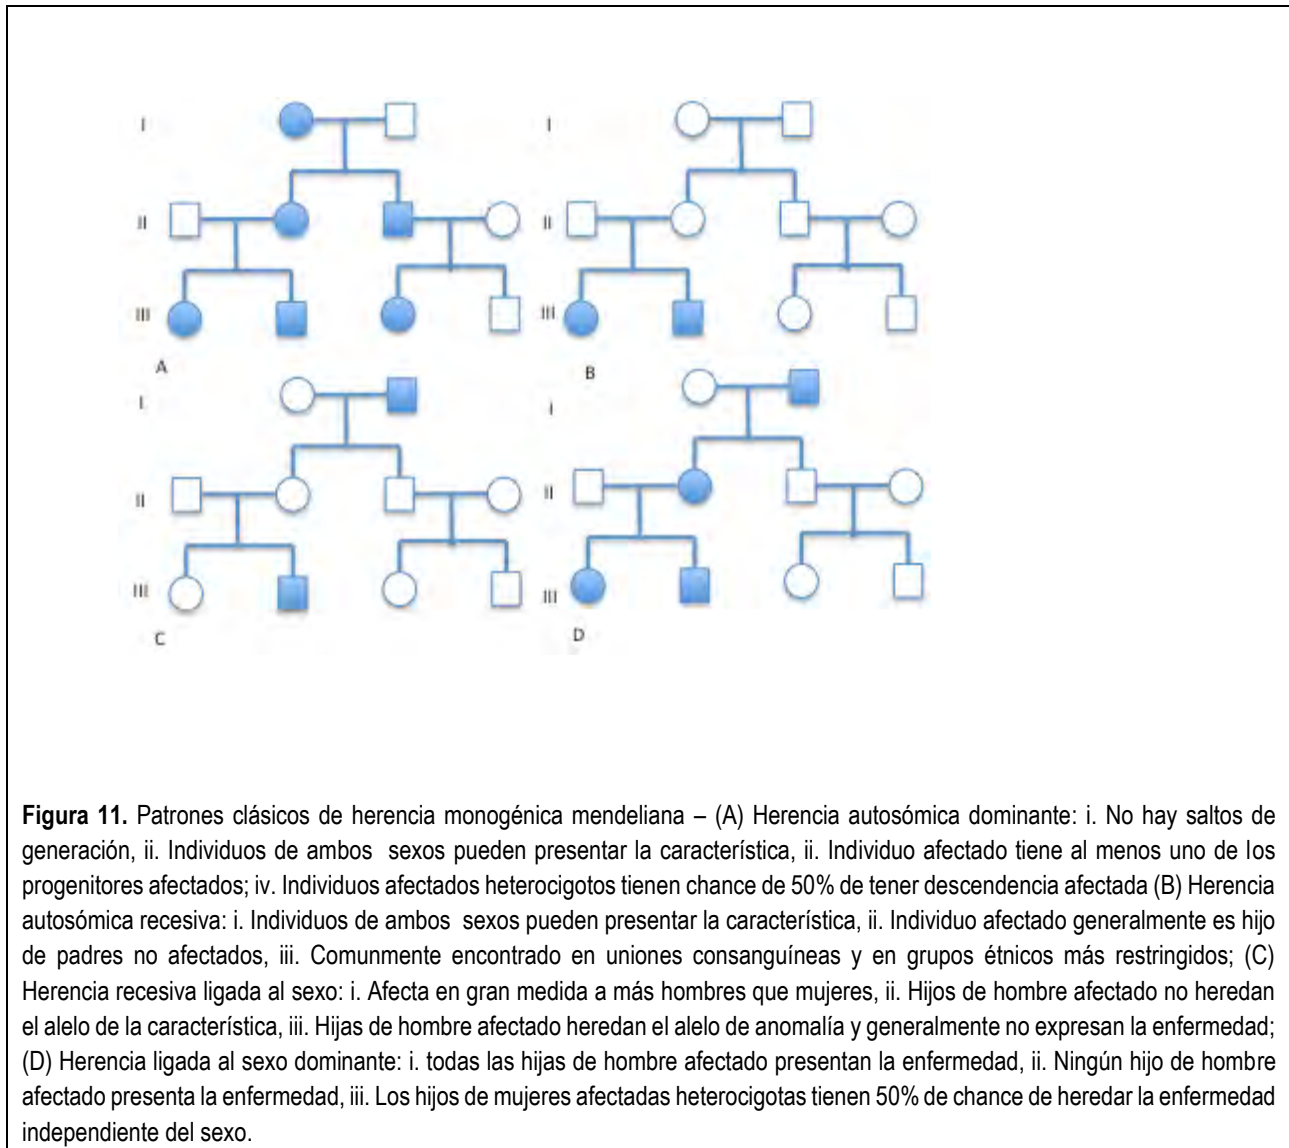 I I
II II
III III
A B
I I
II II
III III
C D
Figura 11. Patrones clásicos de herencia monogénica mendeliana – (A) Herencia autosómica dominante: i. No hay saltos de
generación, ii. Individuos de ambos sexos pueden presentar la característica, ii. Individuo afectado tiene al menos uno de los
progenitores afectados; iv. Individuos afectados heterocigotos tienen chance de 50% de tener descendencia afectada (B) Herencia
autosómica recesiva: i. Individuos de ambos sexos pueden presentar la característica, ii. Individuo afectado generalmente es hijo
de padres no afectados, iii. Comunmente encontrado en uniones consanguíneas y en grupos étnicos más restringidos; (C)
Herencia recesiva ligada al sexo: i. Afecta en gran medida a más hombres que mujeres, ii. Hijos de hombre afectado no heredan
el alelo de la característica, iii. Hijas de hombre afectado heredan el alelo de anomalía y generalmente no expresan la enfermedad;
(D) Herencia ligada al sexo dominante: i. todas las hijas de hombre afectado presentan la enfermedad, ii. Ningún hijo de hombre
afectado presenta la enfermedad, iii. Los hijos de mujeres afectadas heterocigotas tienen 50% de chance de heredar la enfermedad
independiente del sexo.